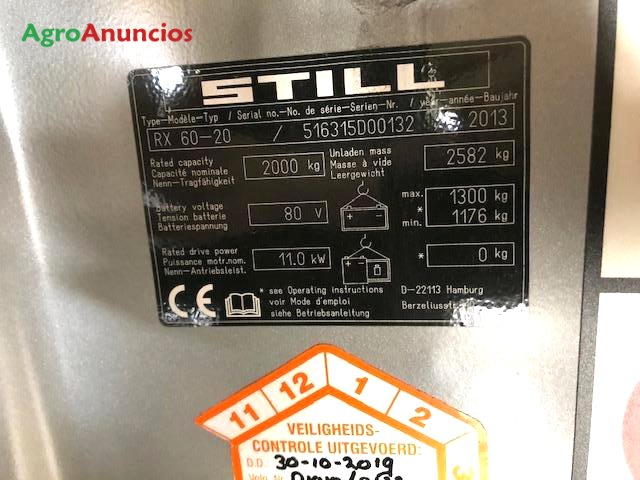 AgroAnuncios
STILL
Type-Modèle-Typ / Serial no.-No. de série-Serien-Nr. / year-année-Baujahr
RX 60-20 / 516315D00132 2013
Rated capacity
Capacité nominale
Nenn-Tragfähigkeit
2000 kg
Unladen mass
Masse à vide
Leergewicht
2582 kg
Battery voltage
Tension batterie
Batteriespannung
80 V
max. 1300 kg
* min. 1176 kg
Rated drive power
Puissance motr.nom.
Nenn-Antriebsleist.
11.0 kW
* 0 kg
CE
* see Operating instructions
voir Mode d'emploi
siehe Betriebsanleitung
D-22113 Hamburg
11 12 1 2 3
VEILIGHEIDS-
CONTROLE UITGEVOERD:
D.D. 30-10-2019